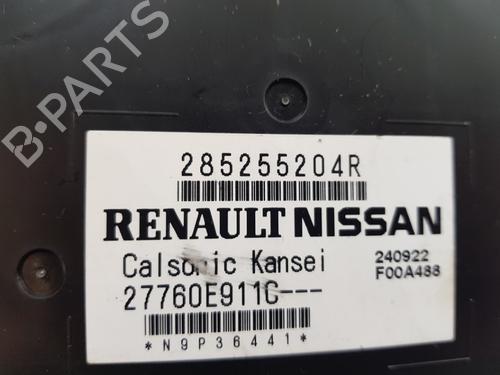 B-PARTS
285255204R
RENAULT NISSAN
Calsonic Kansei
240922
27760E911C---
F00A488
*N9P36441*